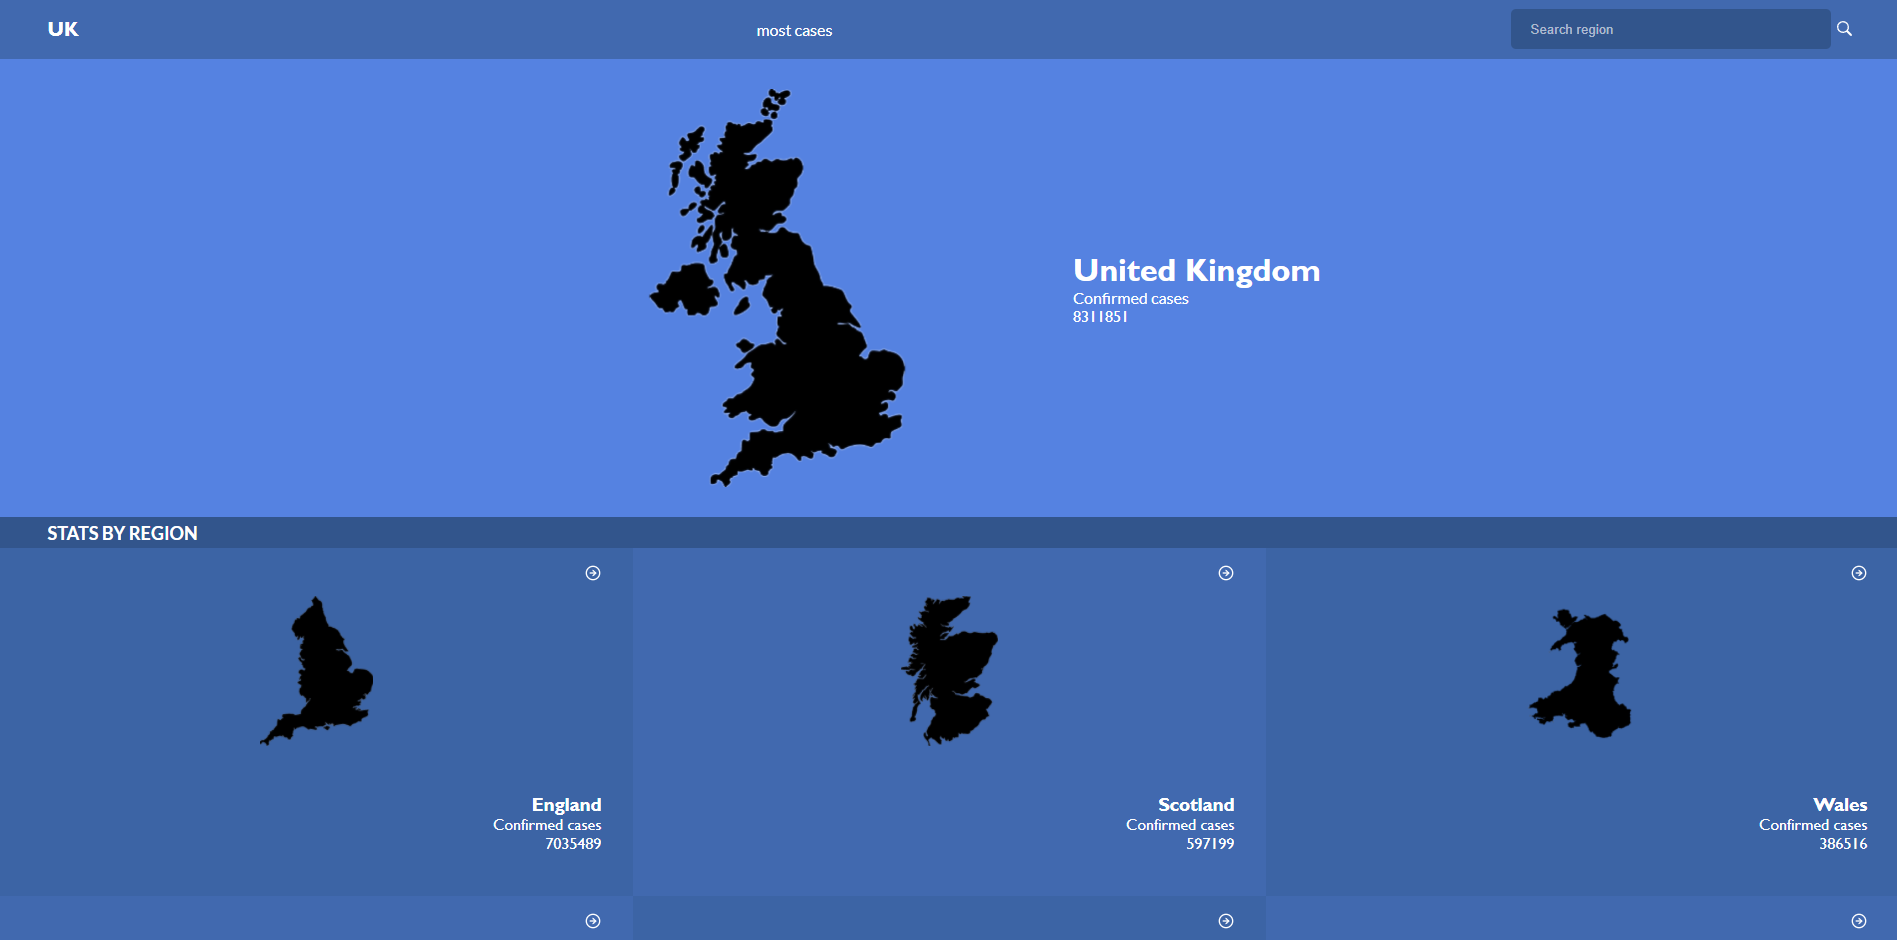 UK
most cases
Search region
United Kingdom
Confirmed cases
8311851
STATS BY REGION
England
Confirmed cases
7035489
Scotland
Confirmed cases
597199
Wales
Confirmed cases
386516